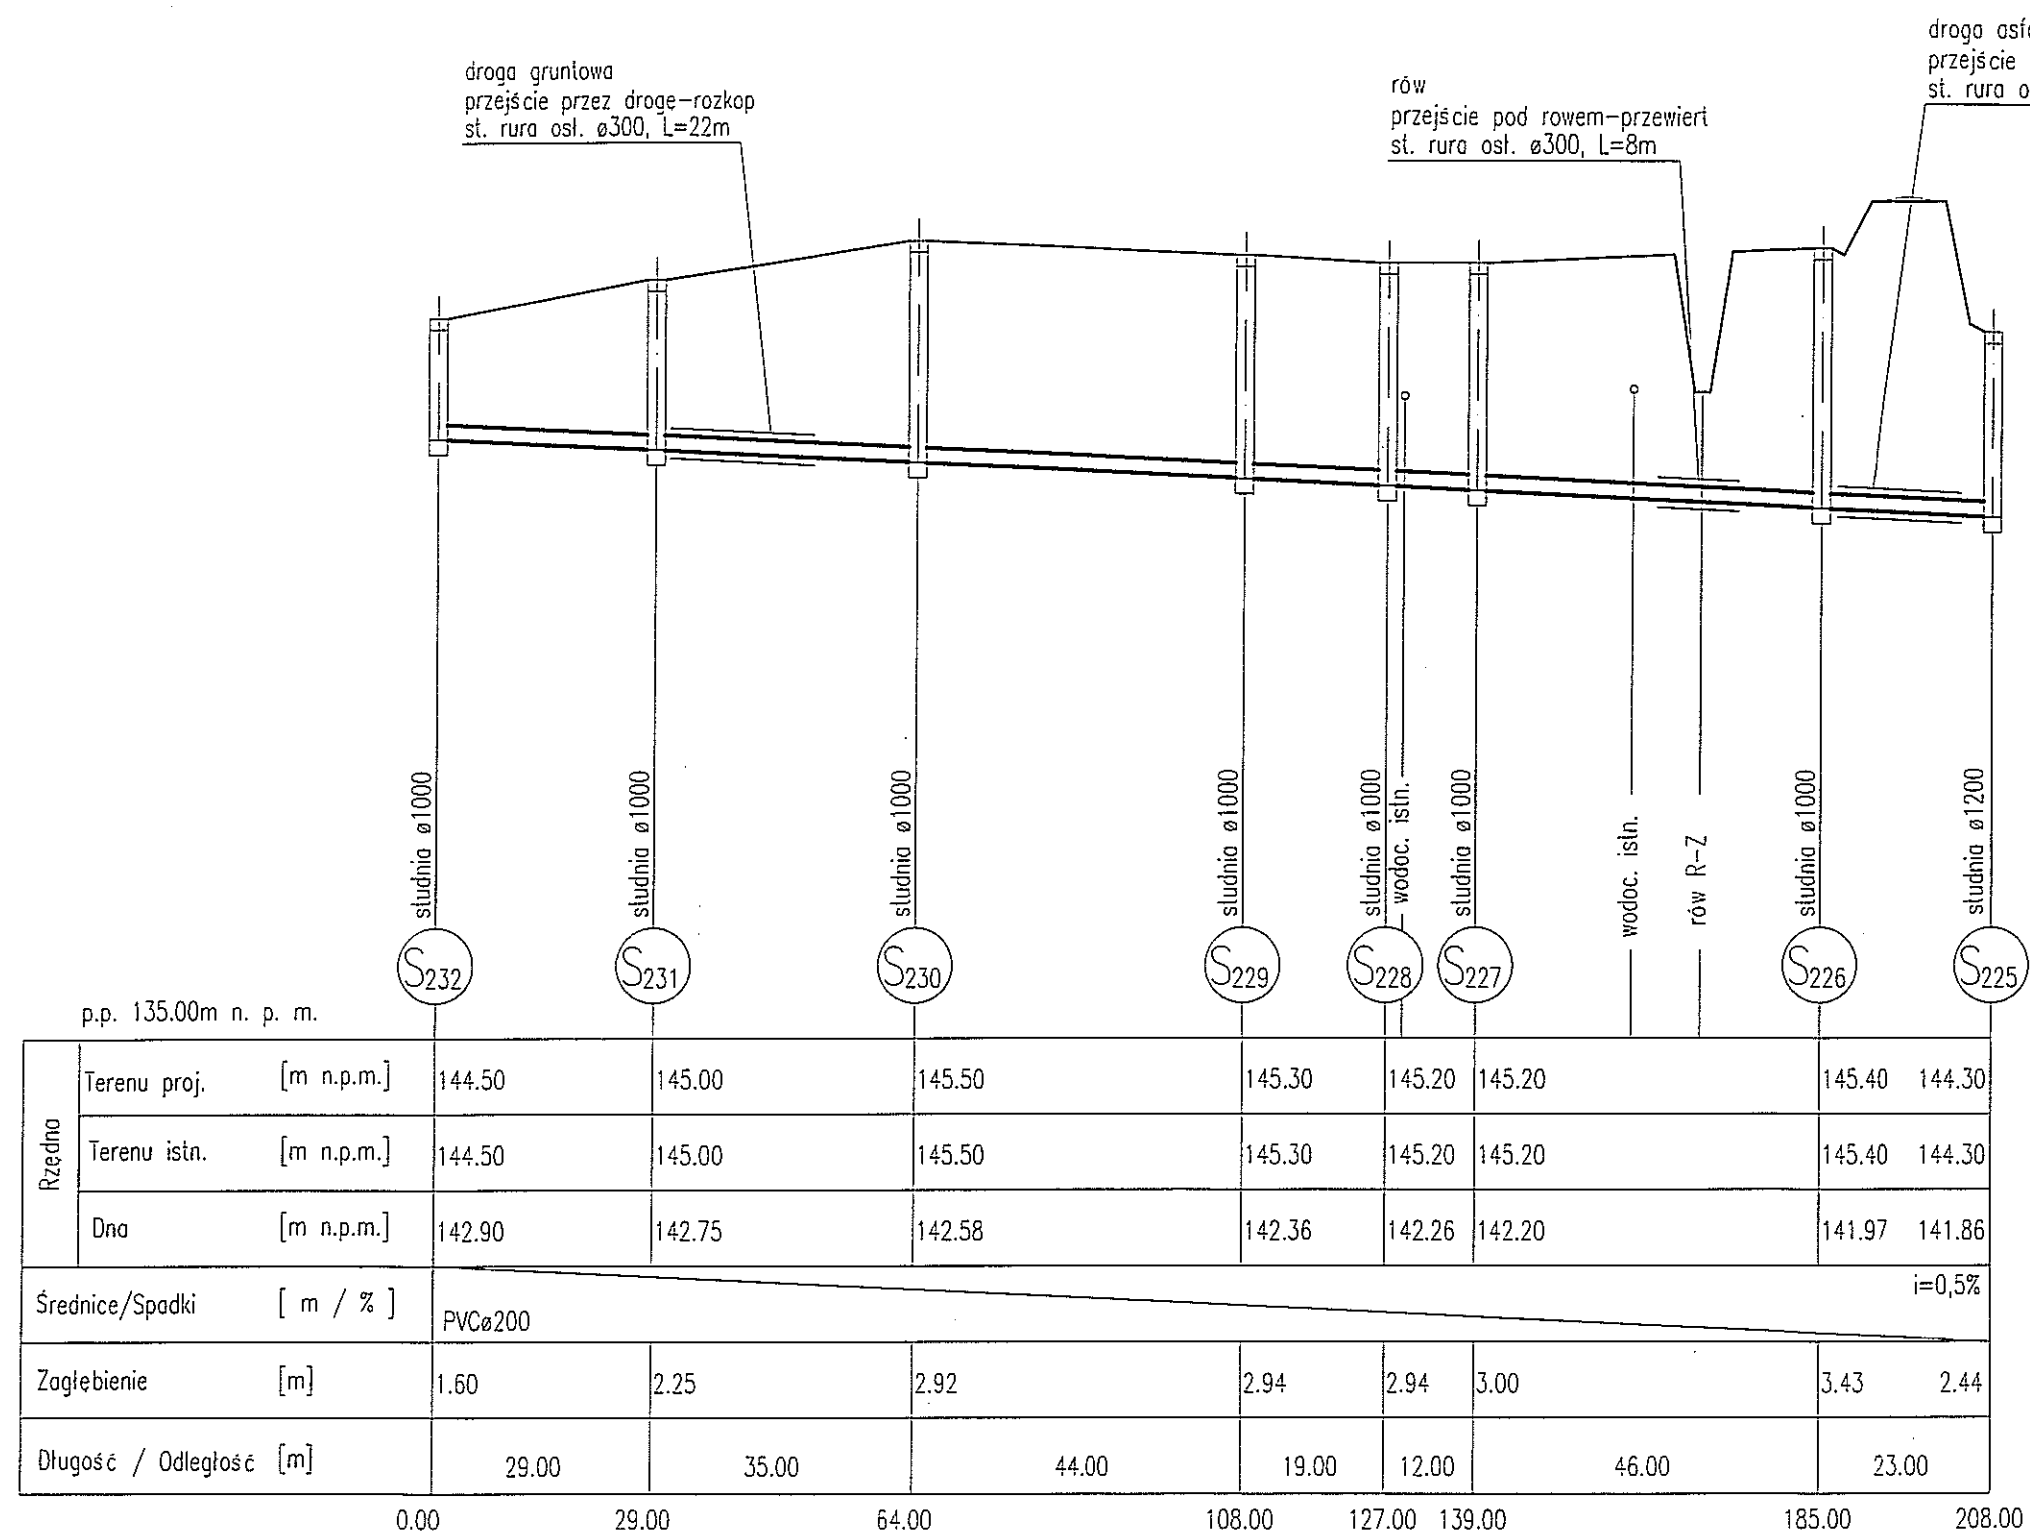 droga gruntowa
przejście przez drogę-rozkop
st. rura osł. ø300, L=22m
rów
przejście pod rowem-przewiert
st. rura osł. ø300, L=8m
droga
przejście
st. rura
studnia ø1000
studnia ø1000
studnia ø1000
studnia ø1000
studnia ø1000
wodoc. istn.
studnia ø1000
wodoc. istn.
rów R-Z
studnia ø1000
studnia ø1200
S232
S231
S230
S229
S228
S227
S226
S225
p.p. 135.00m n. p. m.
Rzędna
Terenu proj. [m n.p.m.] 144.50 145.00 145.50 145.30 145.20 145.20 145.40 144.30
Terenu istn. [m n.p.m.] 144.50 145.00 145.50 145.30 145.20 145.20 145.40 144.30
Dna [m n.p.m.] 142.90 142.75 142.58 142.36 142.26 142.20 141.97 141.86
Średnice/Spadki [ m / % ] PVCø200 i=0,5%
Zagłębienie [m] 1.60 2.25 2.92 2.94 2.94 3.00 3.43 2.44
Długość / Odległość [m] 29.00 35.00 44.00 19.00 12.00 46.00 23.00
0.00 29.00 64.00 108.00 127.00 139.00 185.00 208.00